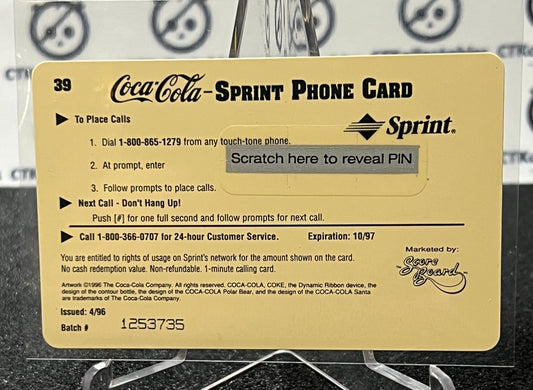 39
Coca-Cola - SPRINT PHONE CARD
▶ To Place Calls
Sprint®
1. Dial 1-800-865-1279 from any touch-tone phone.
Scratch here to reveal PIN
2. At prompt, enter
3. Follow prompts to place calls.
▶ Next Call - Don't Hang Up!
Push [#] for one full second and follow prompts for next call.
▶ Call 1-800-366-0707 for 24-hour Customer Service. Expiration: 10/97
You are entitled to rights of usage on Sprint's network for the amount shown on the card.
No cash redemption value. Non-refundable. 1-minute calling card.
Marketed by:
Score Board™
Artwork ©1996 The Coca-Cola Company. All rights reserved. COCA-COLA, COKE, the Dynamic Ribbon device, the
design of the contour bottle, the design of the COCA-COLA Polar Bear, and the design of the COCA-COLA Santa
are trademarks of The Coca-Cola Company.
Issued: 4/96
Batch # 1253735